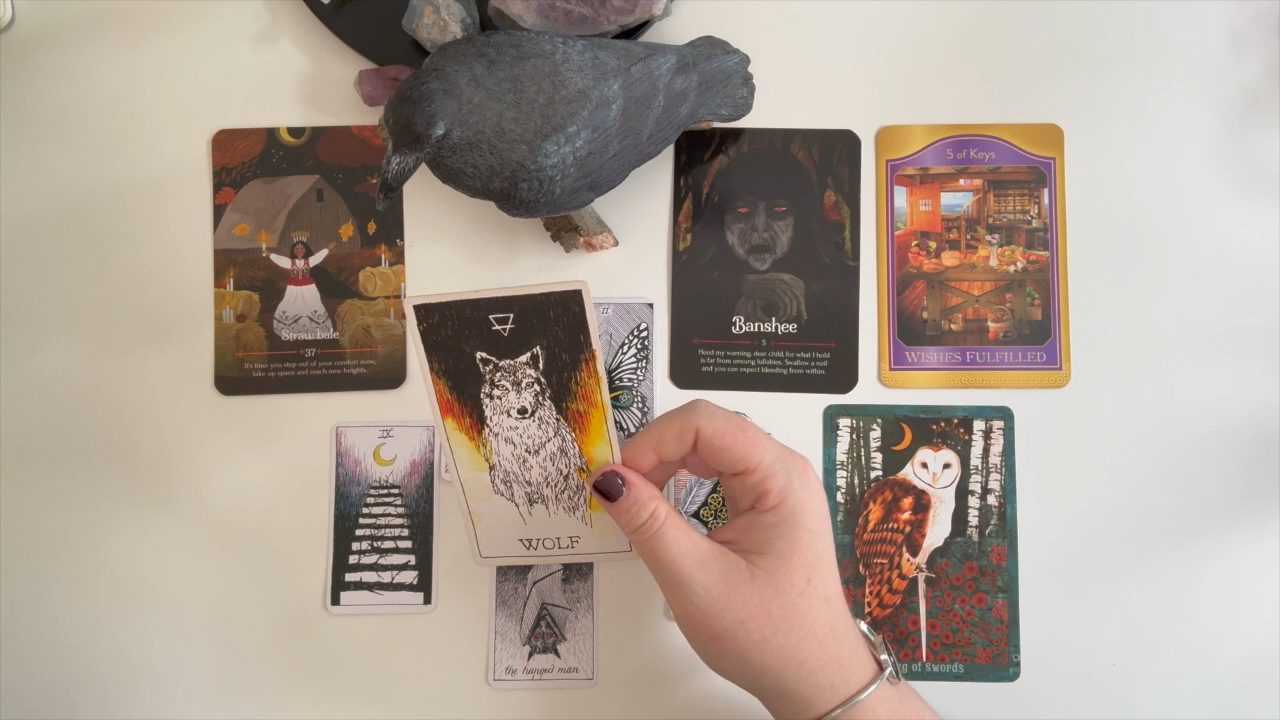 Straw bale
37
It's time you step out of your comfort zone,
take up space and reach new heights.
Banshee
5
Heed my warning, dear child, for what I hold
is far from unsung lullabies. Swallow a nail
and you can expect bleeding from within.
5 of Keys
WISHES FULFILLED
II
WOLF
IX
the hanged man
g of Swords